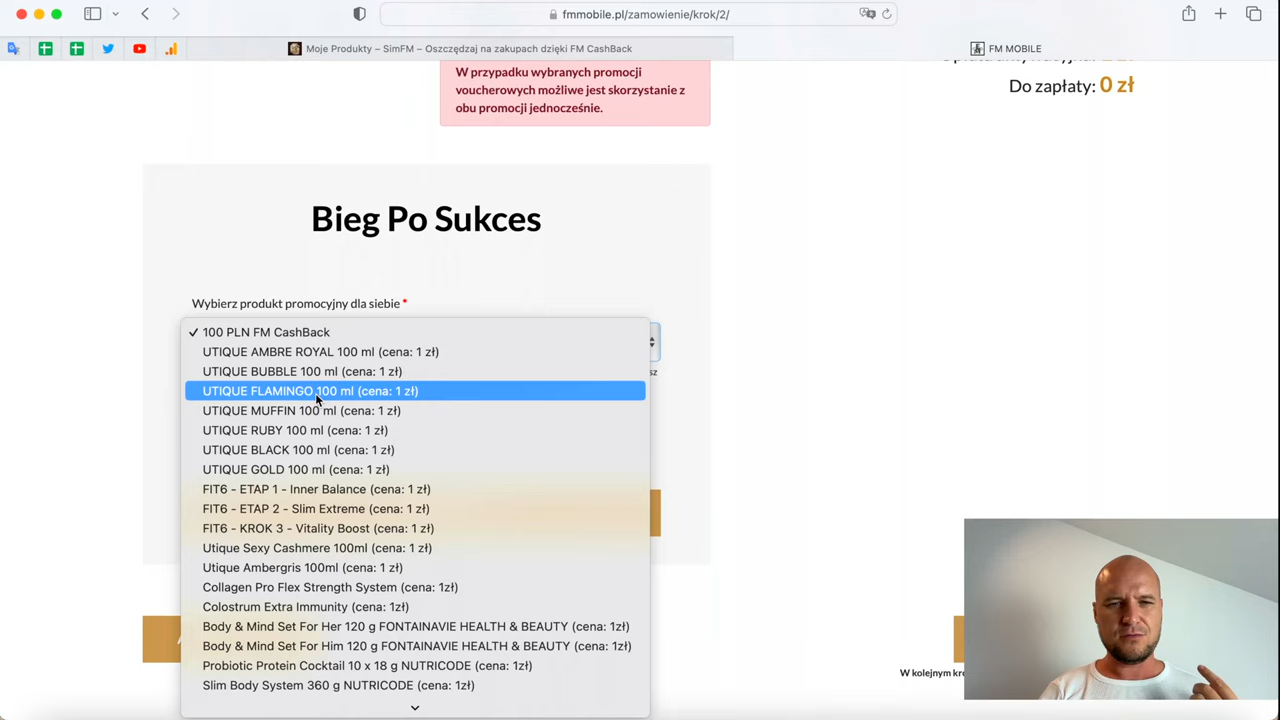 fmmobile.pl/zamowienie/krok/2/
Moje Produkty – SimFM – Oszczędzaj na zakupach dzięki FM CashBack
FM MOBILE
W przypadku wybranych promocji
voucherowych możliwe jest skorzystanie z
obu promocji jednocześnie.
Do zapłaty: 0 zł
Bieg Po Sukces
Wybierz produkt promocyjny dla siebie *
✓ 100 PLN FM CashBack
UTIQUE AMBRE ROYAL 100 ml (cena: 1 zł)
UTIQUE BUBBLE 100 ml (cena: 1 zł)
UTIQUE FLAMINGO 100 ml (cena: 1 zł)
UTIQUE MUFFIN 100 ml (cena: 1 zł)
UTIQUE RUBY 100 ml (cena: 1 zł)
UTIQUE BLACK 100 ml (cena: 1 zł)
UTIQUE GOLD 100 ml (cena: 1 zł)
FIT6 - ETAP 1 - Inner Balance (cena: 1 zł)
FIT6 - ETAP 2 - Slim Extreme (cena: 1 zł)
FIT6 - KROK 3 - Vitality Boost (cena: 1 zł)
Utique Sexy Cashmere 100ml (cena: 1 zł)
Utique Ambergris 100ml (cena: 1 zł)
Collagen Pro Flex Strength System (cena: 1zł)
Colostrum Extra Immunity (cena: 1zł)
Body & Mind Set For Her 120 g FONTAINAVIE HEALTH & BEAUTY (cena: 1zł)
Body & Mind Set For Him 120 g FONTAINAVIE HEALTH & BEAUTY (cena: 1zł)
Probiotic Protein Cocktail 10 x 18 g NUTRICODE (cena: 1zł)
Slim Body System 360 g NUTRICODE (cena: 1zł)
W kolejnym